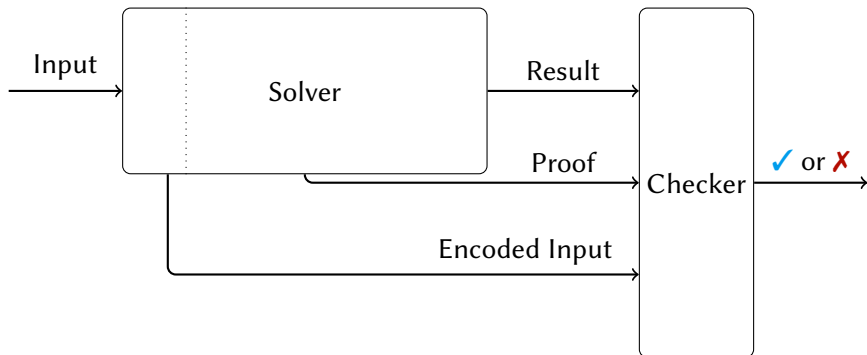 Input
Solver
Result
Proof
Checker
✓ or ✗
Encoded Input